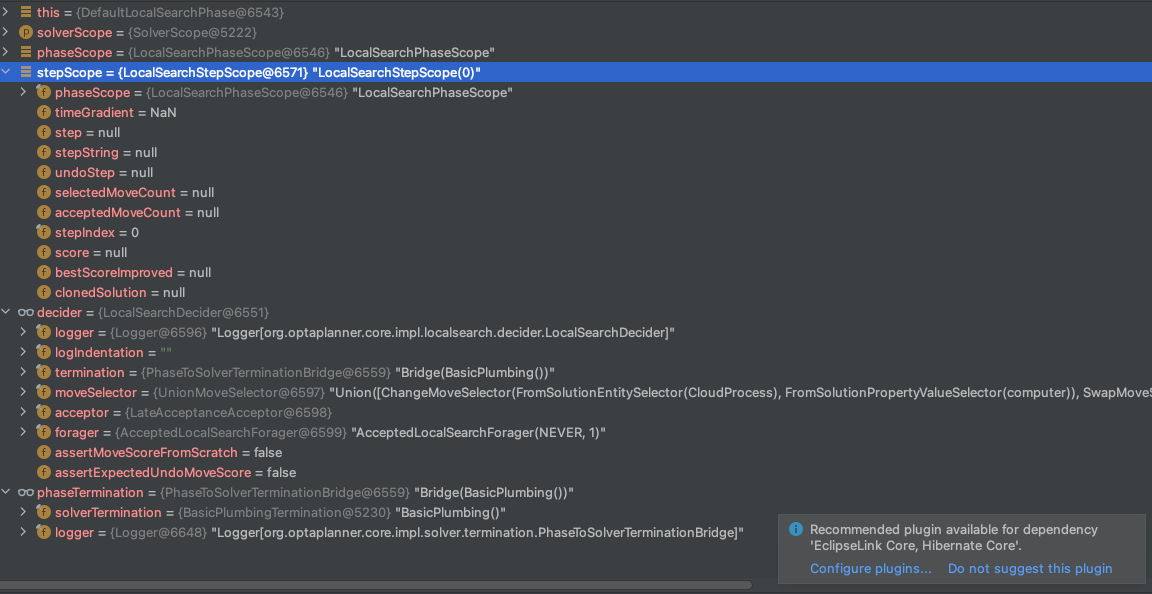 this = {DefaultLocalSearchPhase@6543}
p solverScope = {SolverScope@5222}
phaseScope = {LocalSearchPhaseScope@6546} "LocalSearchPhaseScope"
stepScope = {LocalSearchStepScope@6571} "LocalSearchStepScope(0)"
f phaseScope = {LocalSearchPhaseScope@6546} "LocalSearchPhaseScope"
f timeGradient = NaN
f step = null
f stepString = null
f undoStep = null
f selectedMoveCount = null
f acceptedMoveCount = null
f stepIndex = 0
f score = null
f bestScoreImproved = null
f clonedSolution = null
decider = {LocalSearchDecider@6551}
f logger = {Logger@6596} "Logger[org.optaplanner.core.impl.localsearch.decider.LocalSearchDecider]"
f logIndentation = ""
f termination = {PhaseToSolverTerminationBridge@6559} "Bridge(BasicPlumbing())"
f moveSelector = {UnionMoveSelector@6597} "Union([ChangeMoveSelector(FromSolutionEntitySelector(CloudProcess), FromSolutionPropertyValueSelector(computer)), SwapMoveS
f acceptor = {LateAcceptanceAcceptor@6598}
f forager = {AcceptedLocalSearchForager@6599} "AcceptedLocalSearchForager(NEVER, 1)"
f assertMoveScoreFromScratch = false
f assertExpectedUndoMoveScore = false
phaseTermination = {PhaseToSolverTerminationBridge@6559} "Bridge(BasicPlumbing())"
f solverTermination = {BasicPlumbingTermination@5230} "BasicPlumbing()"
f logger = {Logger@6648} "Logger[org.optaplanner.core.impl.solver.termination.PhaseToSolverTerminationBridge]"
Recommended plugin available for dependency
'EclipseLink Core, Hibernate Core'.
Configure plugins... Do not suggest this plugin